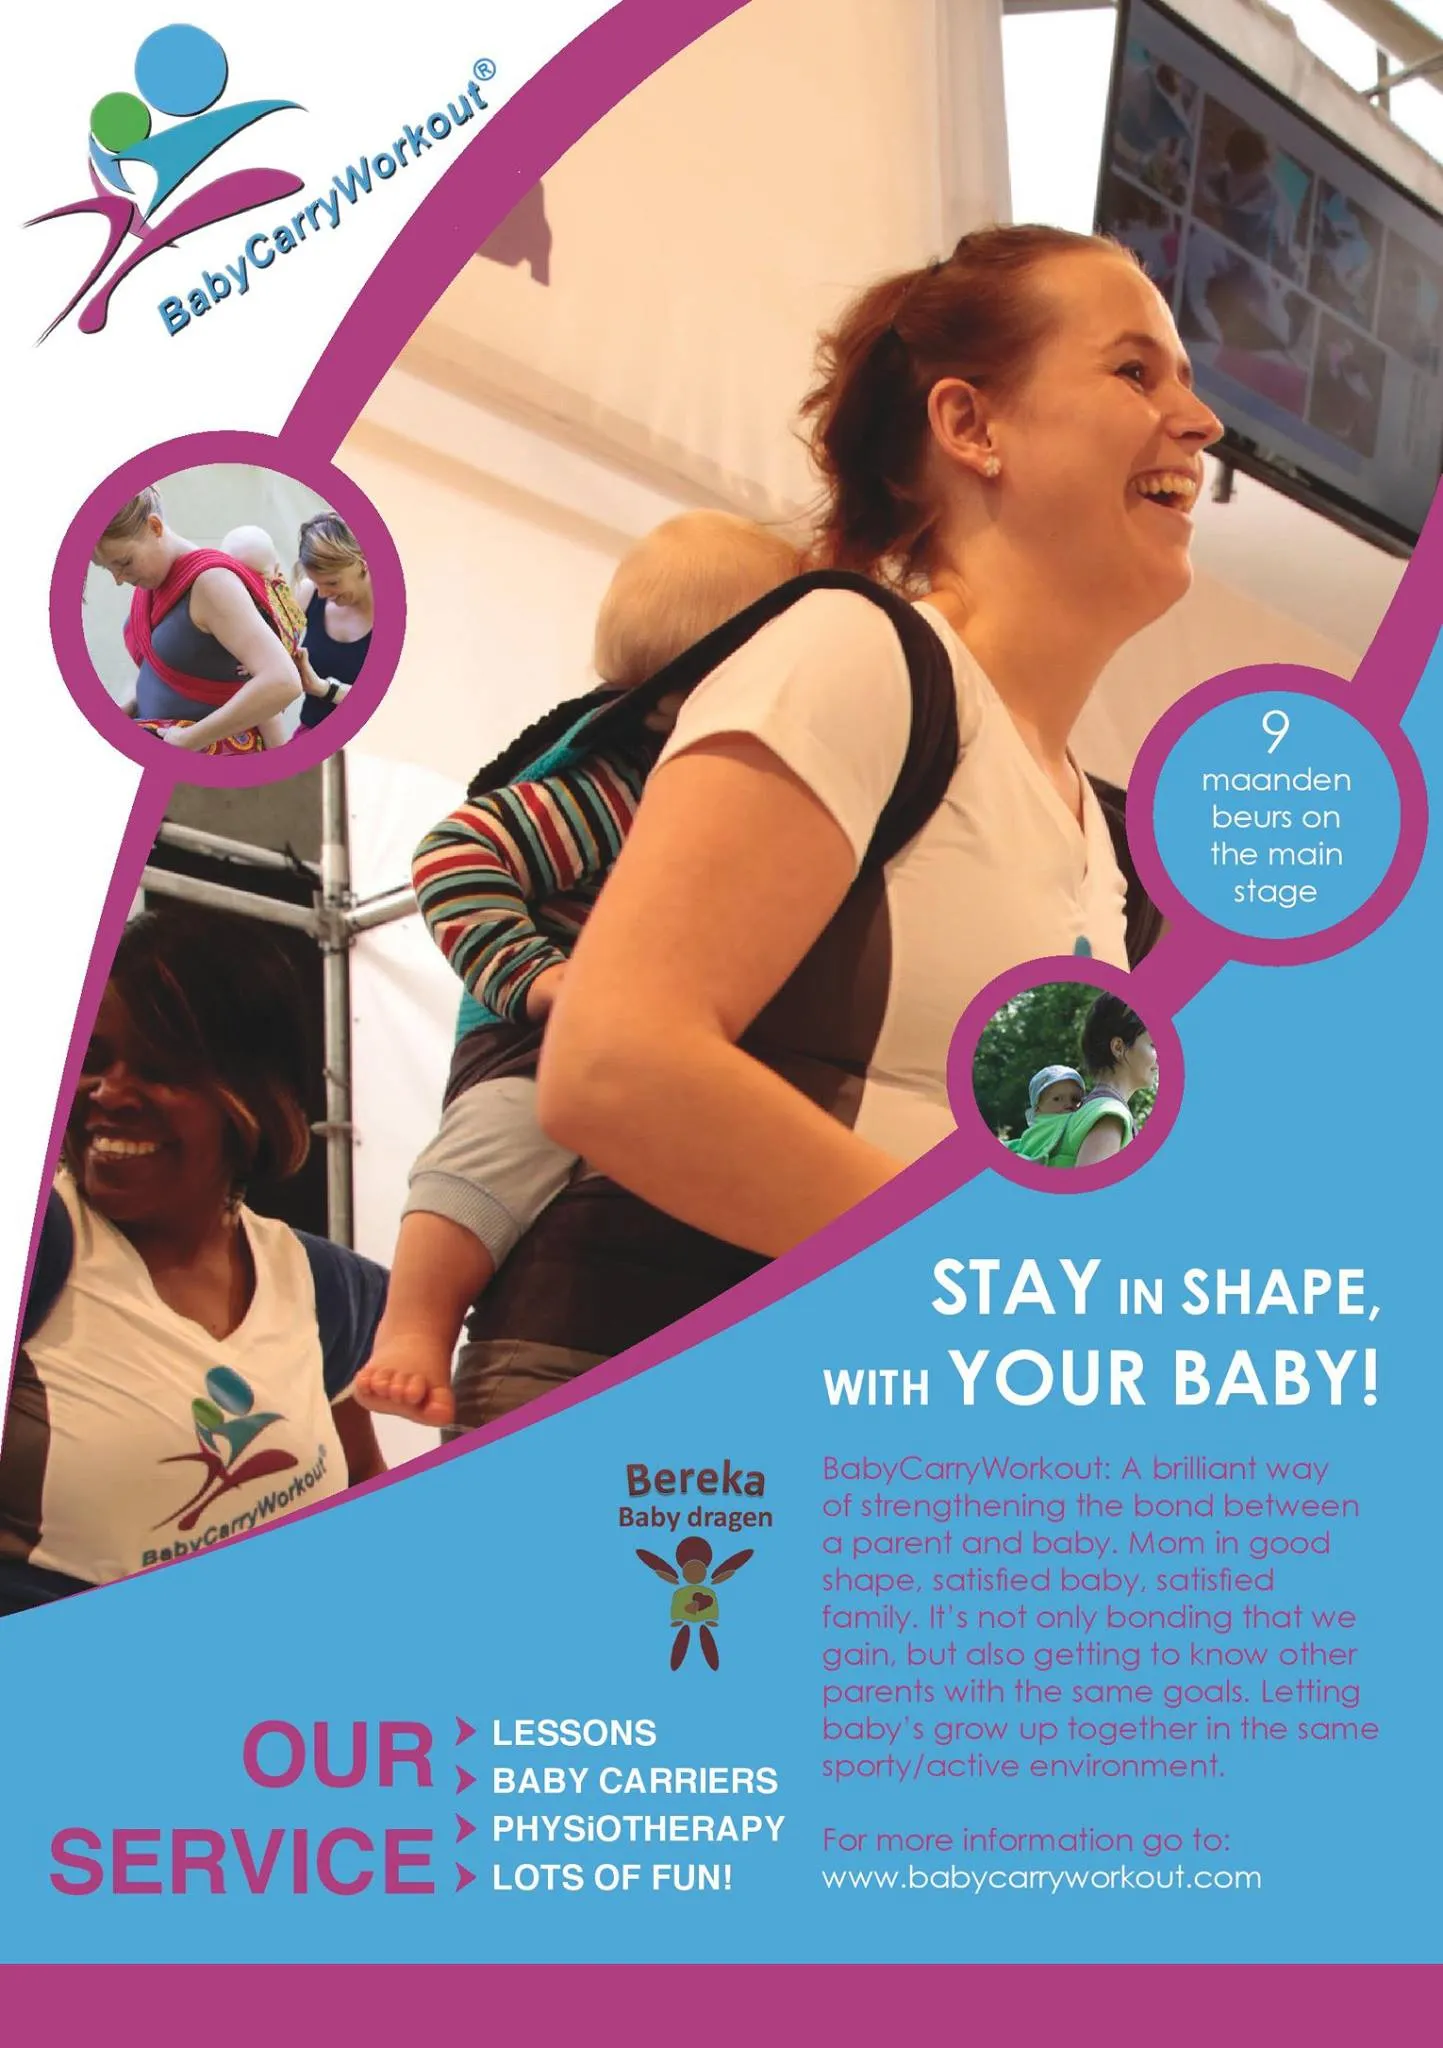 BabyCarryWorkout®
9
maanden
beurs on
the main
stage
BabyCarryWorkout®
STAY IN SHAPE,
WITH YOUR BABY!
Bereka
Baby dragen
BabyCarryWorkout: A brilliant way
of strengthening the bond between
a parent and baby. Mom in good
shape, satisfied baby, satisfied
family. It's not only bonding that we
gain, but also getting to know other
parents with the same goals. Letting
baby's grow up together in the same
sporty/active environment.
For more information go to:
www.babycarryworkout.com
OUR
SERVICE
LESSONS
BABY CARRIERS
PHYSiOTHERAPY
LOTS OF FUN!